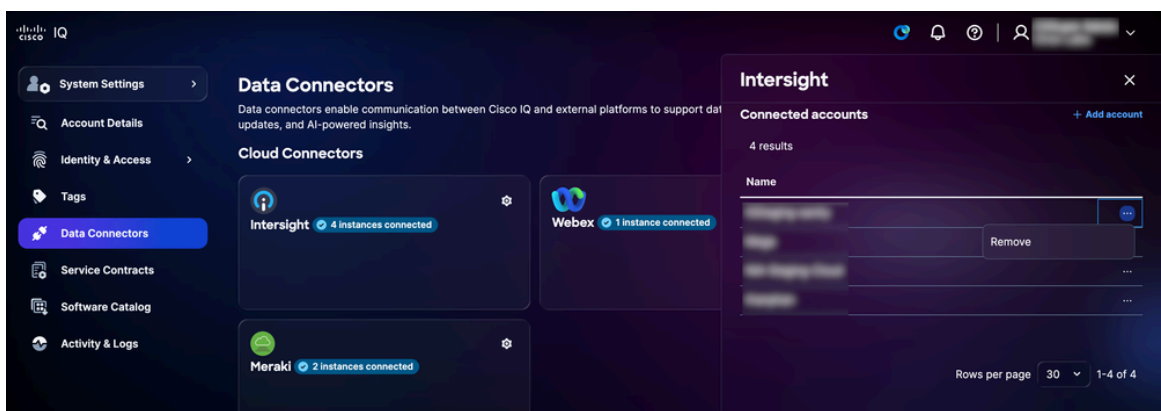 cisco IQ
System Settings
Account Details
Identity & Access
Tags
Data Connectors
Service Contracts
Software Catalog
Activity & Logs
Data Connectors
Data connectors enable communication between Cisco IQ and external platforms to support dat
updates, and AI-powered insights.
Cloud Connectors
Intersight 4 instances connected
Webex 1 instance connected
Meraki 2 instances connected
Intersight
Connected accounts + Add account
4 results
Name
Remove
Rows per page 30 1-4 of 4